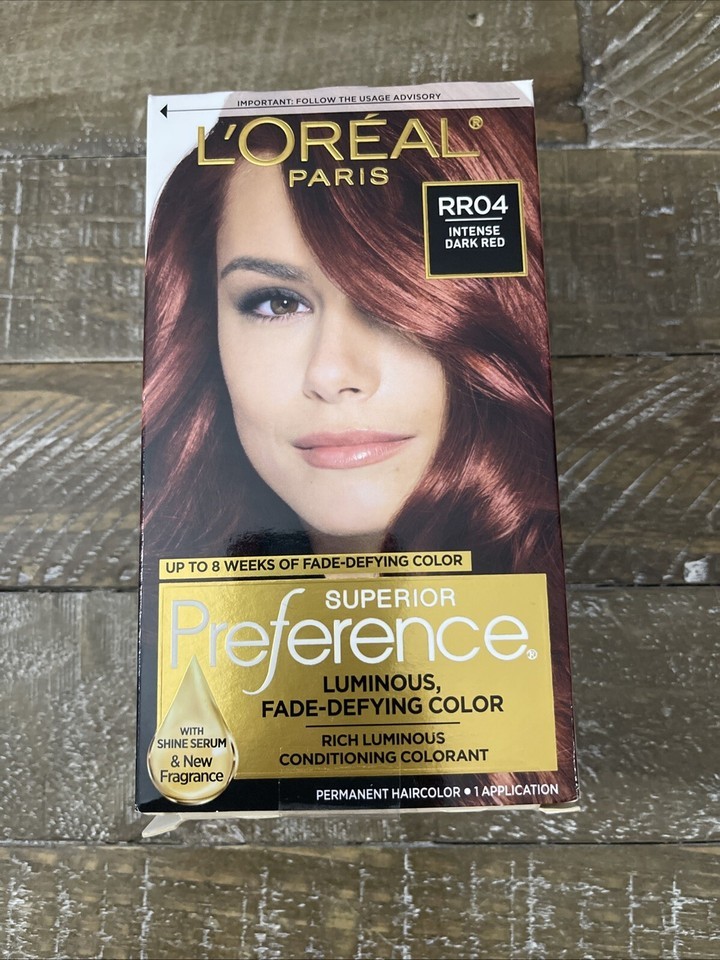 IMPORTANT: FOLLOW THE USAGE ADVISORY
L'ORÉAL®
PARIS
RR04
INTENSE
DARK RED
UP TO 8 WEEKS OF FADE-DEFYING COLOR
SUPERIOR
Preference®
LUMINOUS,
FADE-DEFYING COLOR
RICH LUMINOUS
CONDITIONING COLORANT
WITH
SHINE SERUM
& New
Fragrance
PERMANENT HAIRCOLOR • 1 APPLICATION